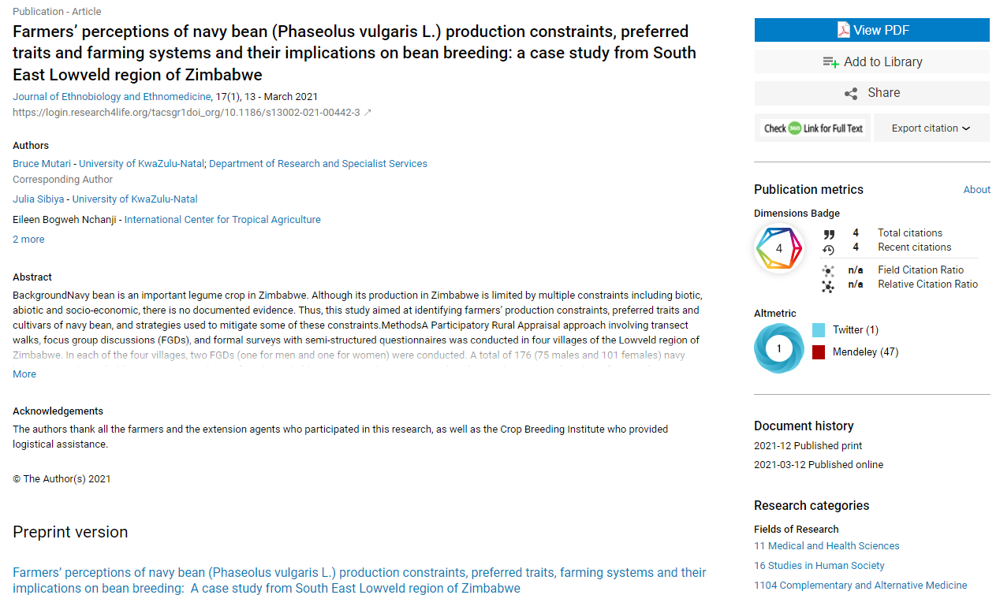 Publication - Article
Farmers’ perceptions of navy bean (Phaseolus vulgaris L.) production constraints, preferred
traits and farming systems and their implications on bean breeding: a case study from South
East Lowveld region of Zimbabwe
Journal of Ethnobiology and Ethnomedicine, 17(1), 13 - March 2021
https://login.research4life.org/tacsgr1doi_org/10.1186/s13002-021-00442-3 ↗
Authors
Bruce Mutari - University of KwaZulu-Natal; Department of Research and Specialist Services
Corresponding Author
Julia Sibiya - University of KwaZulu-Natal
Eileen Bogweh Nchanji - International Center for Tropical Agriculture
2 more
Abstract
BackgroundNavy bean is an important legume crop in Zimbabwe. Although its production in Zimbabwe is limited by multiple constraints including biotic,
abiotic and socio-economic, there is no documented evidence. Thus, this study aimed at identifying farmers’ production constraints, preferred traits and
cultivars of navy bean, and strategies used to mitigate some of these constraints.MethodsA Participatory Rural Appraisal approach involving transect
walks, focus group discussions (FGDs), and formal surveys with semi-structured questionnaires was conducted in four villages of the Lowveld region of
Zimbabwe. In each of the four villages, two FGDs (one for men and one for women) were conducted. A total of 176 (75 males and 101 females) navy
More
Acknowledgements
The authors thank all the farmers and the extension agents who participated in this research, as well as the Crop Breeding Institute who provided
logistical assistance.
© The Author(s) 2021
Preprint version
Farmers’ perceptions of navy bean (Phaseolus vulgaris L.) production constraints, preferred traits, farming systems and their
implications on bean breeding: A case study from South East Lowveld region of Zimbabwe
View PDF
Add to Library
Share
Check 360 Link for Full Text
Export citation
Publication metrics
About
Dimensions Badge
4
4 Total citations
4 Recent citations
n/a Field Citation Ratio
n/a Relative Citation Ratio
Altmetric
1
Twitter (1)
Mendeley (47)
Document history
2021-12 Published print
2021-03-12 Published online
Research categories
Fields of Research
11 Medical and Health Sciences
16 Studies in Human Society
1104 Complementary and Alternative Medicine